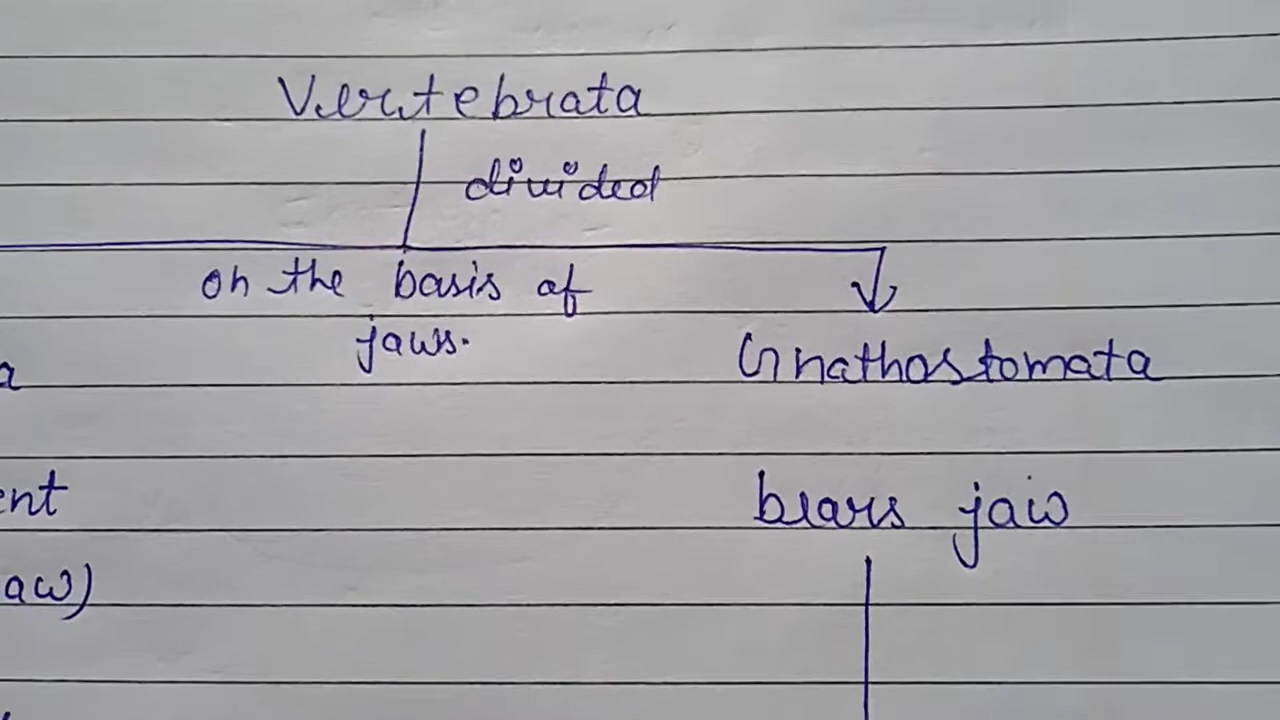 Vertebrata
divided
on the basis of
jaws.
a
Gnathostomata
ent
bears jaw
aw)